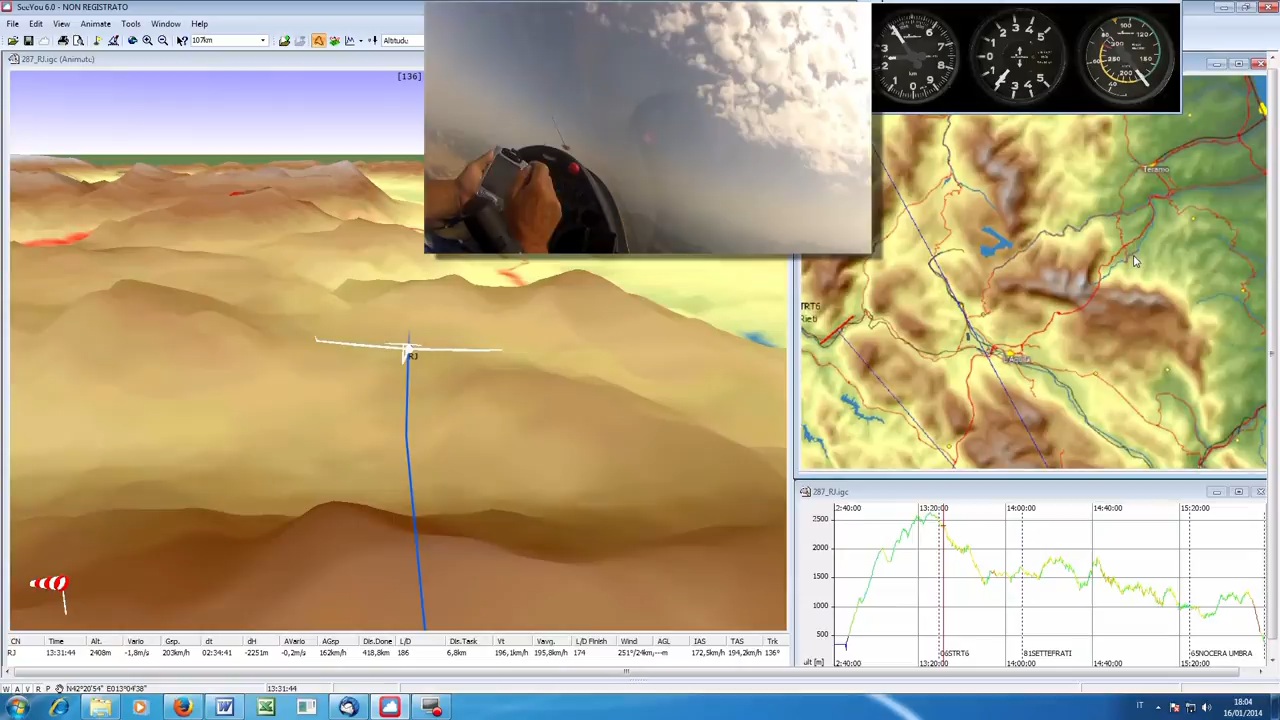 SeeYou 6.0 - NON REGISTRATO
File Edit View Animate Tools Window Help
107km
Altitude
287_RJ.igc (Animate)
[136]
RJ
Teramo
TRT6
Rieti
287_RJ.igc
2:40:00 13:20:00 14:00:00 14:40:00 15:20:00
2500
2000
1500
1000
500
06STRT6 81SETTEFRATI 65NOCERA UMBRA
alt [m] 2:40:00 13:20:00 14:00:00 14:40:00 15:20:00
CN Time Alt. Vario Gsp. dt dH AVario AGsp Dis.Done L/D Dis.Task Vt Vavg. L/D Finish Wind AGL IAS TAS Trk
RJ 13:31:44 2408m -1,8m/s 203km/h 02:34:41 -2251m -0,2m/s 162km/h 418,8km 186 6,8km 196,1km/h 195,8km/h 174 251°/24km,--- m 172,5km/h 194,2km/h 136°
W A V R P N42°20'54" E013°04'38" 13:31:44
IT 18:04
16/01/2014